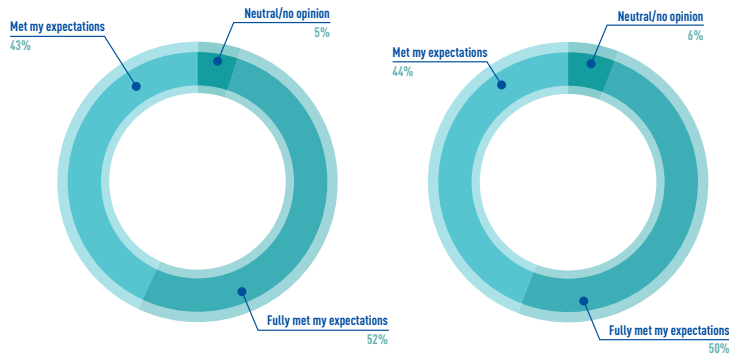 Neutral/no opinion
5%
Met my expectations
43%
Fully met my expectations
52%
Neutral/no opinion
6%
Met my expectations
44%
Fully met my expectations
50%